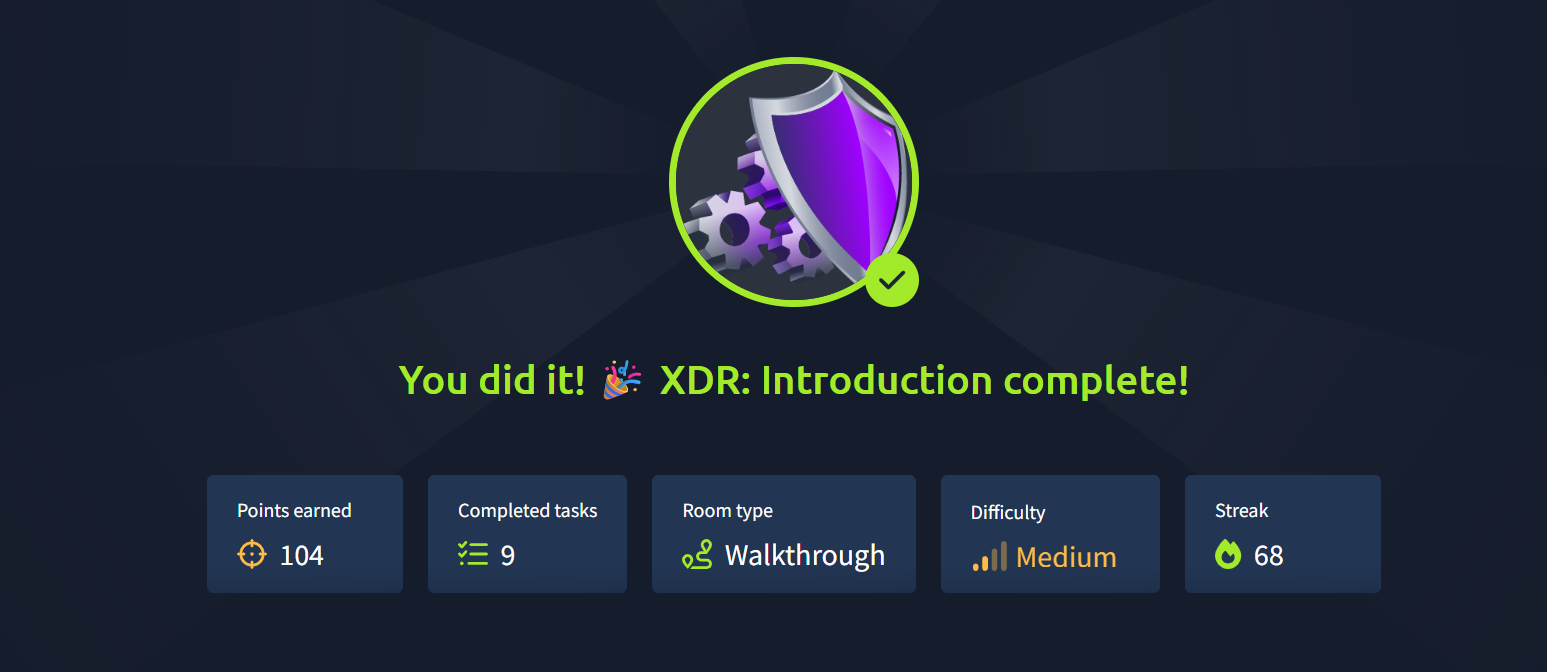 You did it! 🎉 XDR: Introduction complete!
Points earned
104
Completed tasks
9
Room type
Walkthrough
Difficulty
Medium
Streak
68